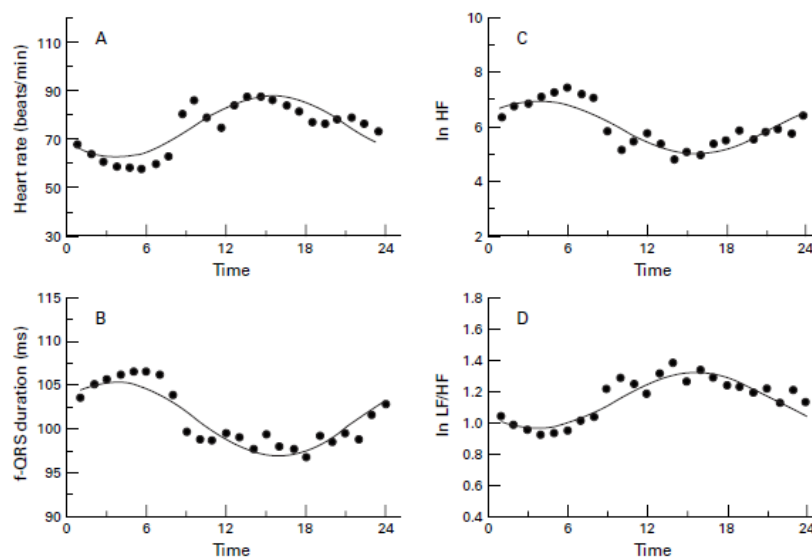 A
Heart rate (beats/min)
110
90
70
50
30
0 6 12 18 24
Time
C
ln HF
10
8
6
4
2
0 6 12 18 24
Time
B
f-QRS duration (ms)
115
110
105
100
95
90
0 6 12 18 24
Time
D
ln LF/HF
1.8
1.6
1.4
1.2
1.0
0.8
0.6
0.4
0 6 12 18 24
Time